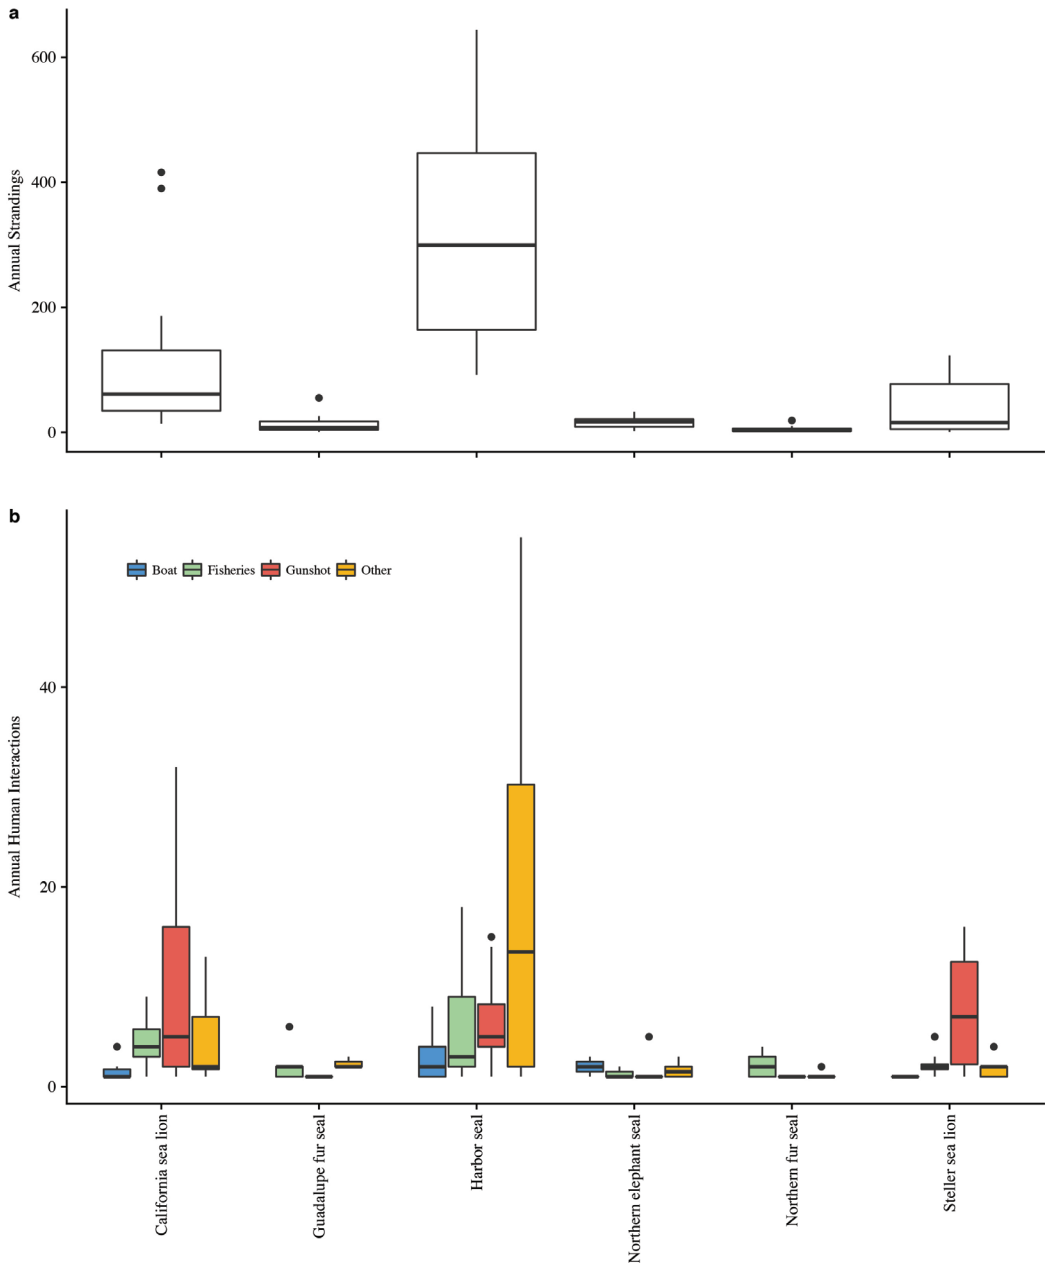 a
600
400
200
0
Annual Strandings
b
Boat Fisheries Gunshot Other
40
20
0
Annual Human Interactions
California sea lion
Guadalupe fur seal
Harbor seal
Northern elephant seal
Northern fur seal
Steller sea lion